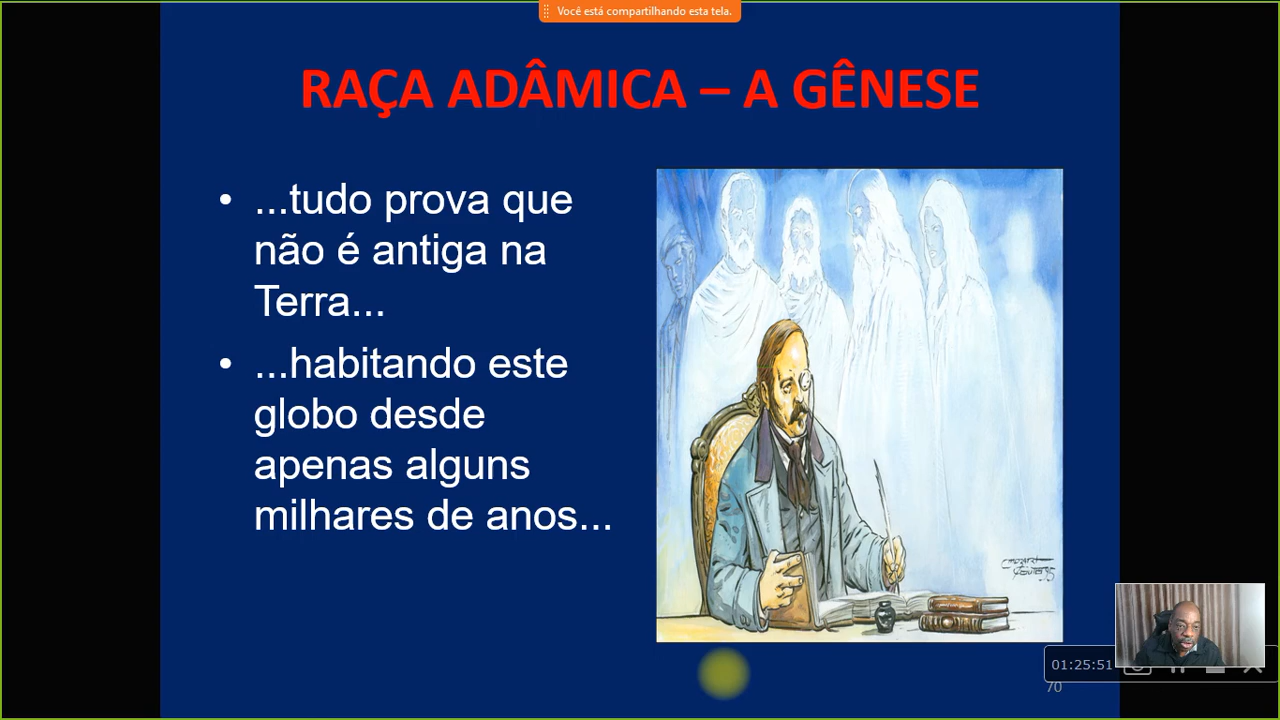 Você está compartilhando esta tela.
RAÇA ADÂMICA – A GÊNESE
• ...tudo prova que
não é antiga na
Terra...
• ...habitando este
globo desde
apenas alguns
milhares de anos...
01:25:51
70